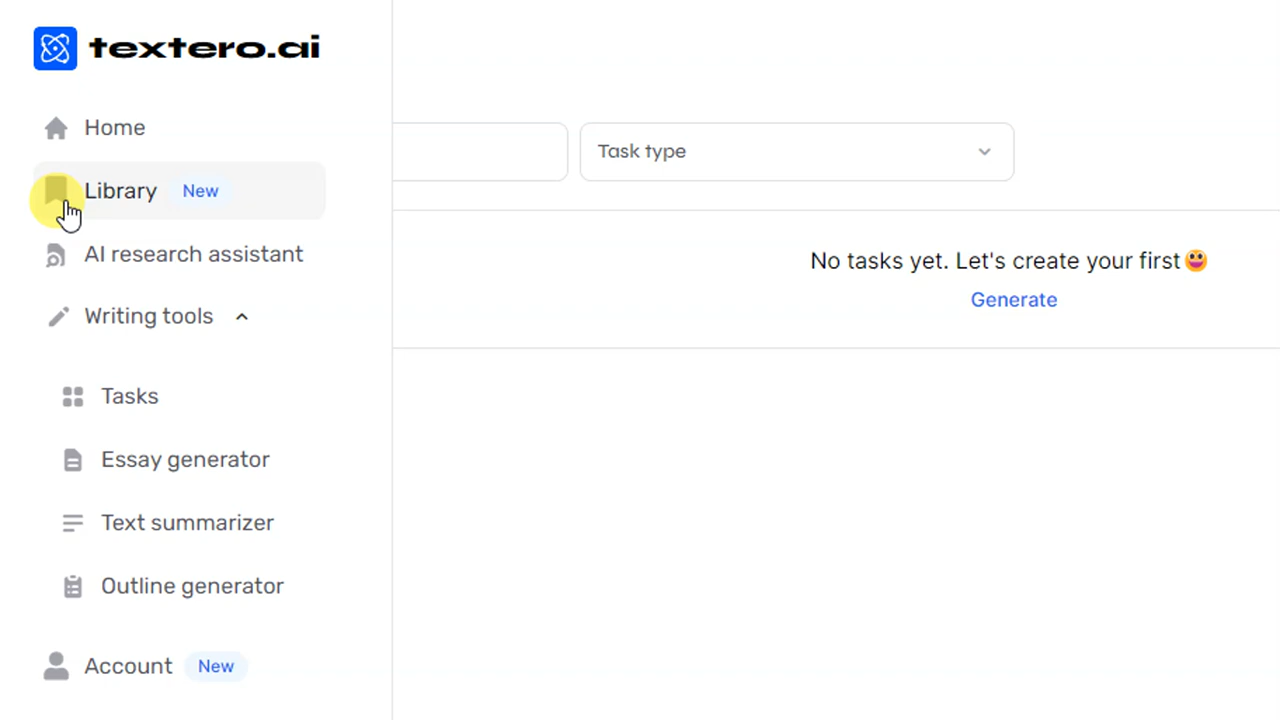 textero.ai
Home
Library New
AI research assistant
Writing tools
Tasks
Essay generator
Text summarizer
Outline generator
Account New
Task type
No tasks yet. Let's create your first😃
Generate